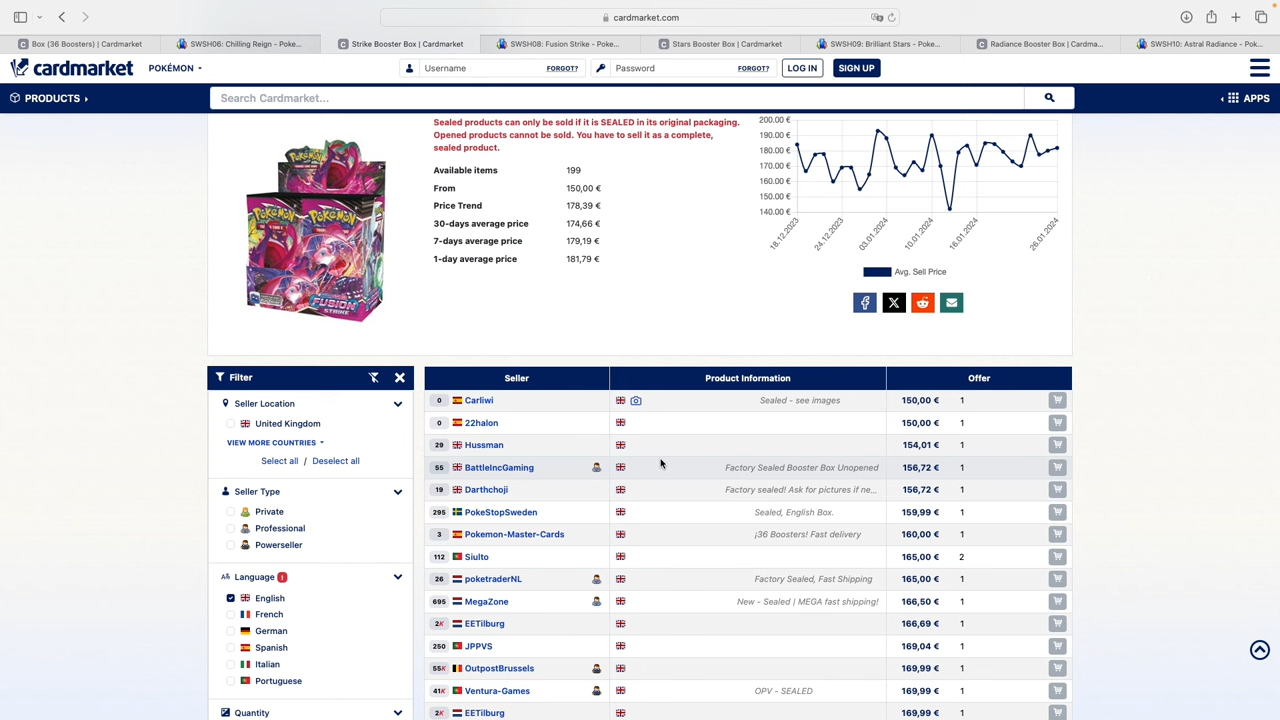 cardmarket.com
Box (36 Boosters) | Cardmarket
SWSH06: Chilling Reign - Poke...
Strike Booster Box | Cardmarket
SWSH08: Fusion Strike - Poke...
Stars Booster Box | Cardmarket
SWSH09: Brilliant Stars - Poke...
Radiance Booster Box | Cardma...
SWSH10: Astral Radiance - Pok...
cardmarket
POKÉMON
Username
FORGOT?
Password
FORGOT?
LOG IN
SIGN UP
PRODUCTS
Search Cardmarket...
APPS
Sealed products can only be sold if it is SEALED in its original packaging.
Opened products cannot be sold. You have to sell it as a complete,
sealed product.
Available items 199
From 150,00 €
Price Trend 178,39 €
30-days average price 174,66 €
7-days average price 179,19 €
1-day average price 181,79 €
POKÉMON
POKÉMON
FUSION
STRIKE
200.00 €
190.00 €
180.00 €
170.00 €
160.00 €
150.00 €
140.00 €
18.12.2023
24.12.2023
03.01.2024
10.01.2024
16.01.2024
26.01.2024
Avg. Sell Price
Filter
Seller Location
United Kingdom
VIEW MORE COUNTRIES
Select all / Deselect all
Seller Type
Private
Professional
Powerseller
Language !
English
French
German
Spanish
Italian
Portuguese
Quantity
Seller Product Information Offer
0 Carliwi Sealed - see images 150,00 € 1
0 22halon 150,00 € 1
29 Hussman 154,01 € 1
55 BattleIncGaming Factory Sealed Booster Box Unopened 156,72 € 1
19 Darthchoji Factory sealed! Ask for pictures if ne... 156,72 € 1
295 PokeStopSweden Sealed, English Box. 159,99 € 1
3 Pokemon-Master-Cards ¡36 Boosters! Fast delivery 160,00 € 1
112 Siulto 165,00 € 2
26 poketraderNL Factory Sealed, Fast Shipping 165,00 € 1
695 MegaZone New - Sealed | MEGA fast shipping! 166,50 € 1
2K EETilburg 166,69 € 1
250 JPPVS 169,04 € 1
55K OutpostBrussels 169,99 € 1
41K Ventura-Games OPV - SEALED 169,99 € 1
2K EETilburg 169,99 € 1